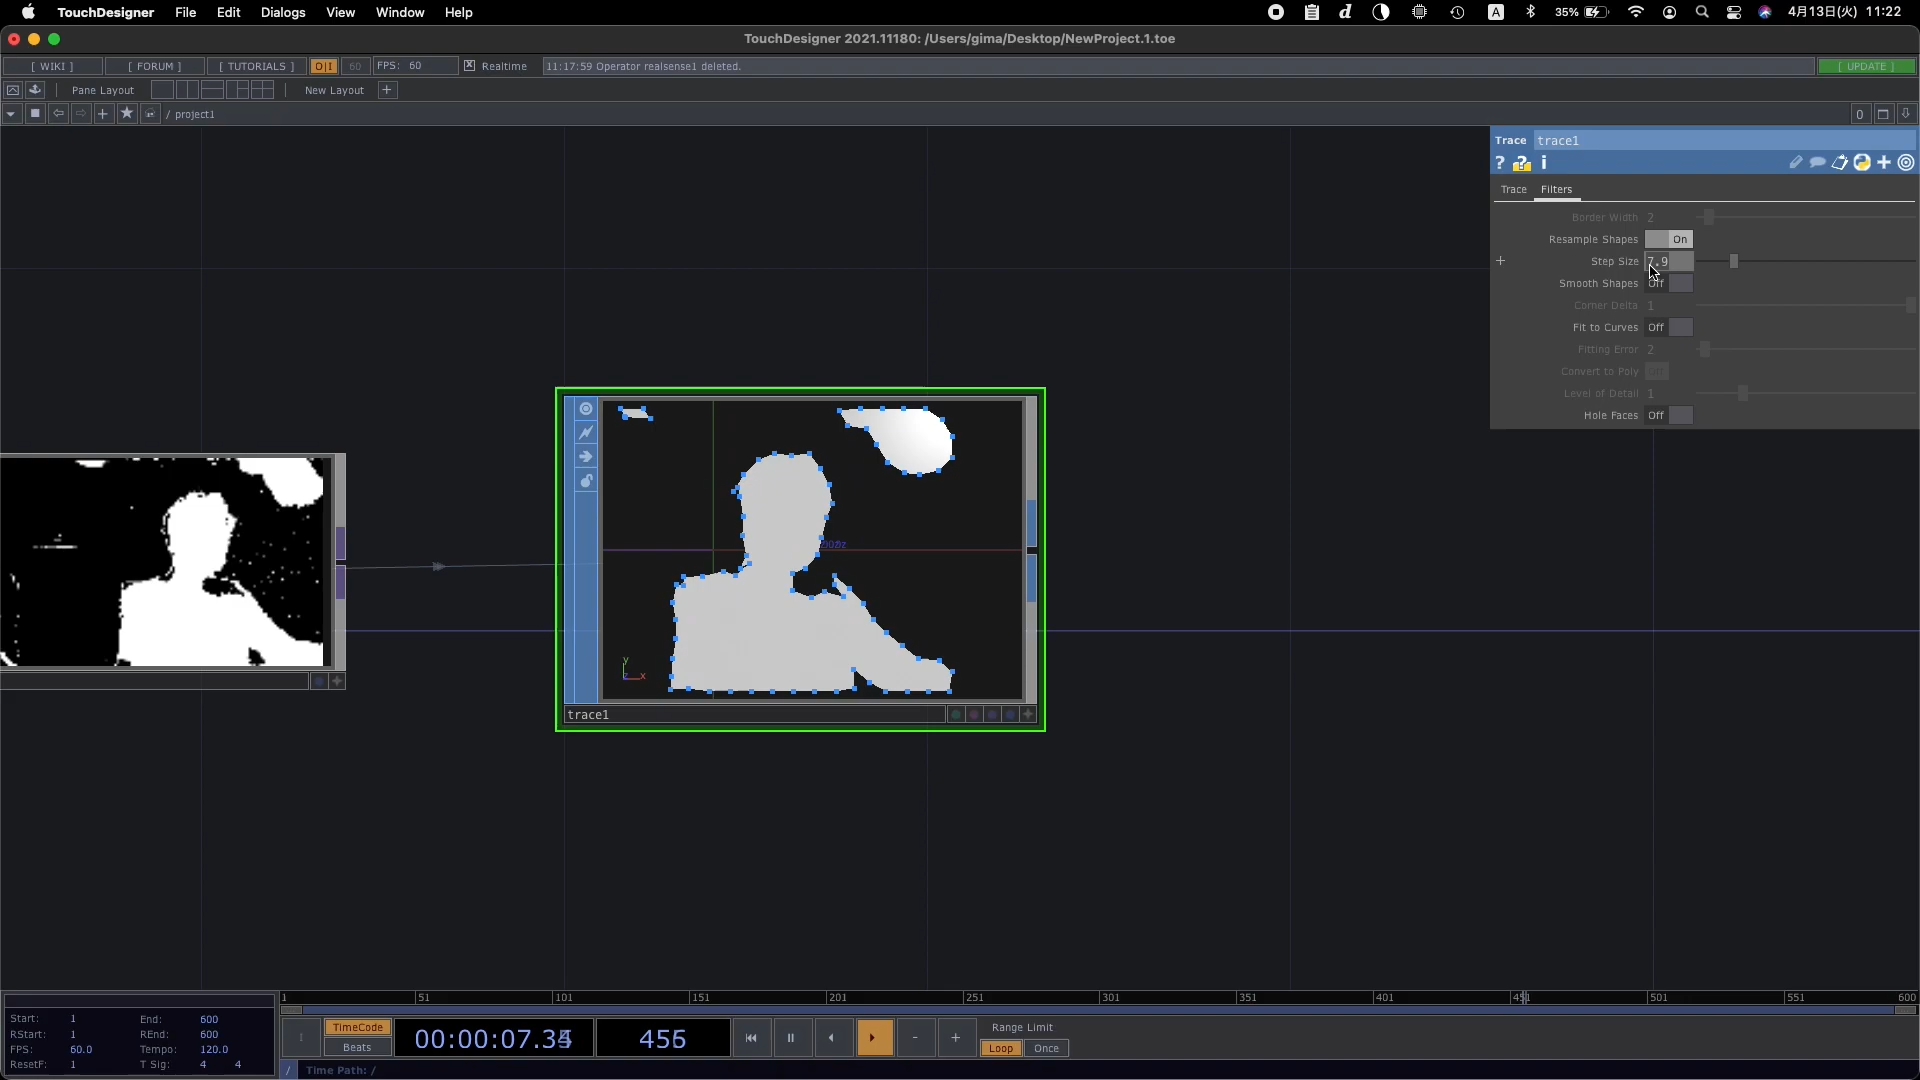 TouchDesigner File Edit Dialogs View Window Help A 35% 4月13日(火) 11:22
TouchDesigner 2021.11180: /Users/gima/Desktop/NewProject.1.toe
[ WIKI ] [ FORUM ] [ TUTORIALS ] O|I 60 FPS: 60 Realtime 11:17:59 Operator realsense1 deleted. [ UPDATE ]
Pane Layout New Layout +
/ project1 0
Trace trace1
? ? i
Trace Filters
Border Width 2
Resample Shapes On
+ Step Size 7.9
Smooth Shapes Off
Corner Delta 1
Fit to Curves Off
Fitting Error 2
Convert to Poly
Level of Detail 1
Hole Faces Off
y
z x
trace1
1 51 101 151 201 251 301 351 401 451 501 551 600
Start: 1 End: 600
RStart: 1 REnd: 600
FPS: 60.0 Tempo: 120.0
ResetF: 1 T Sig: 4 4
TimeCode
Beats
00:00:07.34
456
- +
Range Limit
Loop Once
/ Time Path: /